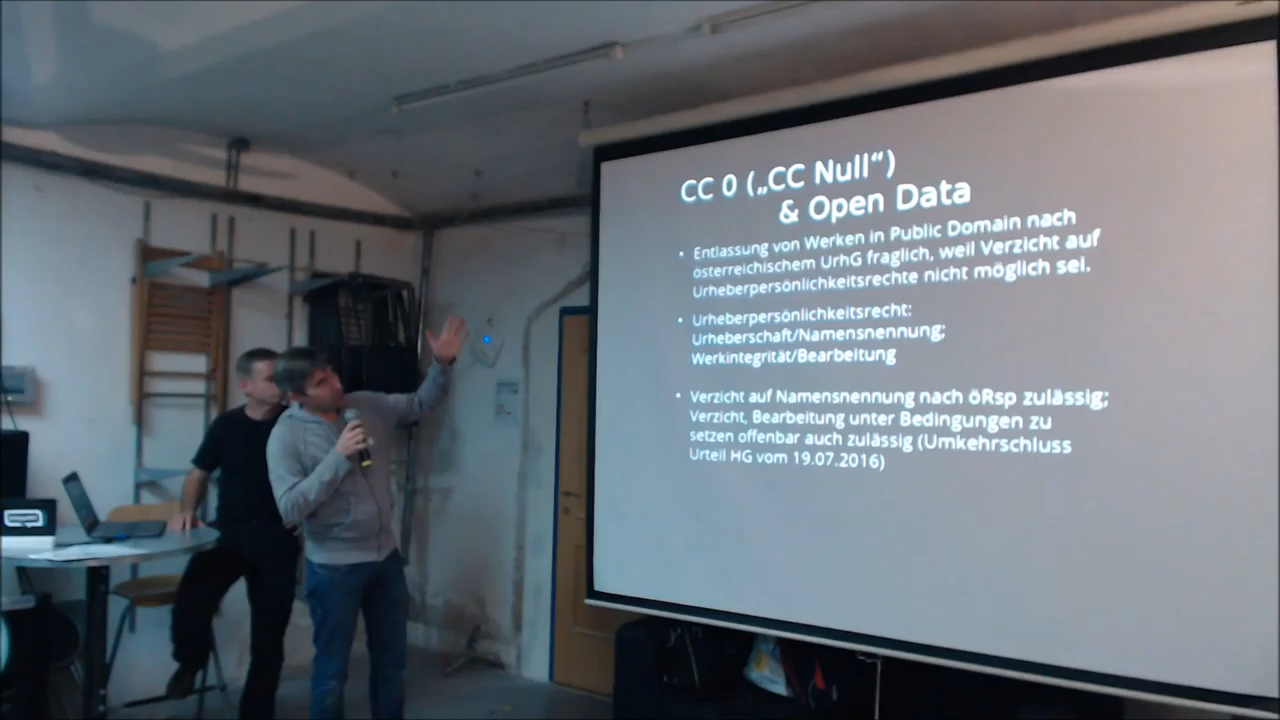 CC 0 („CC Null“)
& Open Data
• Entlassung von Werken in Public Domain nach
österreichischem UrhG fraglich, weil Verzicht auf
Urheberpersönlichkeitsrechte nicht möglich sei.
• Urheberpersönlichkeitsrecht:
Urheberschaft/Namensnennung;
Werkintegrität/Bearbeitung
• Verzicht auf Namensnennung nach öRsp zulässig;
Verzicht, Bearbeitung unter Bedingungen zu
setzen offenbar auch zulässig (Umkehrschluss
Urteil HG vom 19.07.2016)